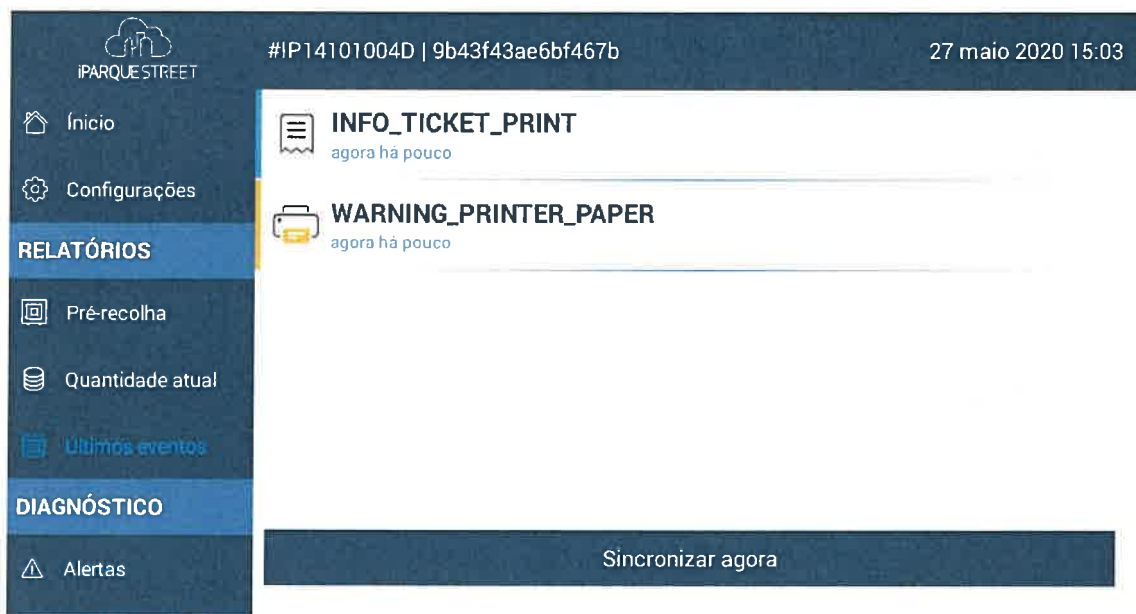 iPARQUESTREET
#IP14101004D | 9b43f43ae6bf467b
27 maio 2020 15:03
Ínicio
Configurações
RELATÓRIOS
Pré-recolha
Quantidade atual
Últimos eventos
DIAGNÓSTICO
Alertas
INFO_TICKET_PRINT
agora há pouco
WARNING_PRINTER_PAPER
agora há pouco
Sincronizar agora